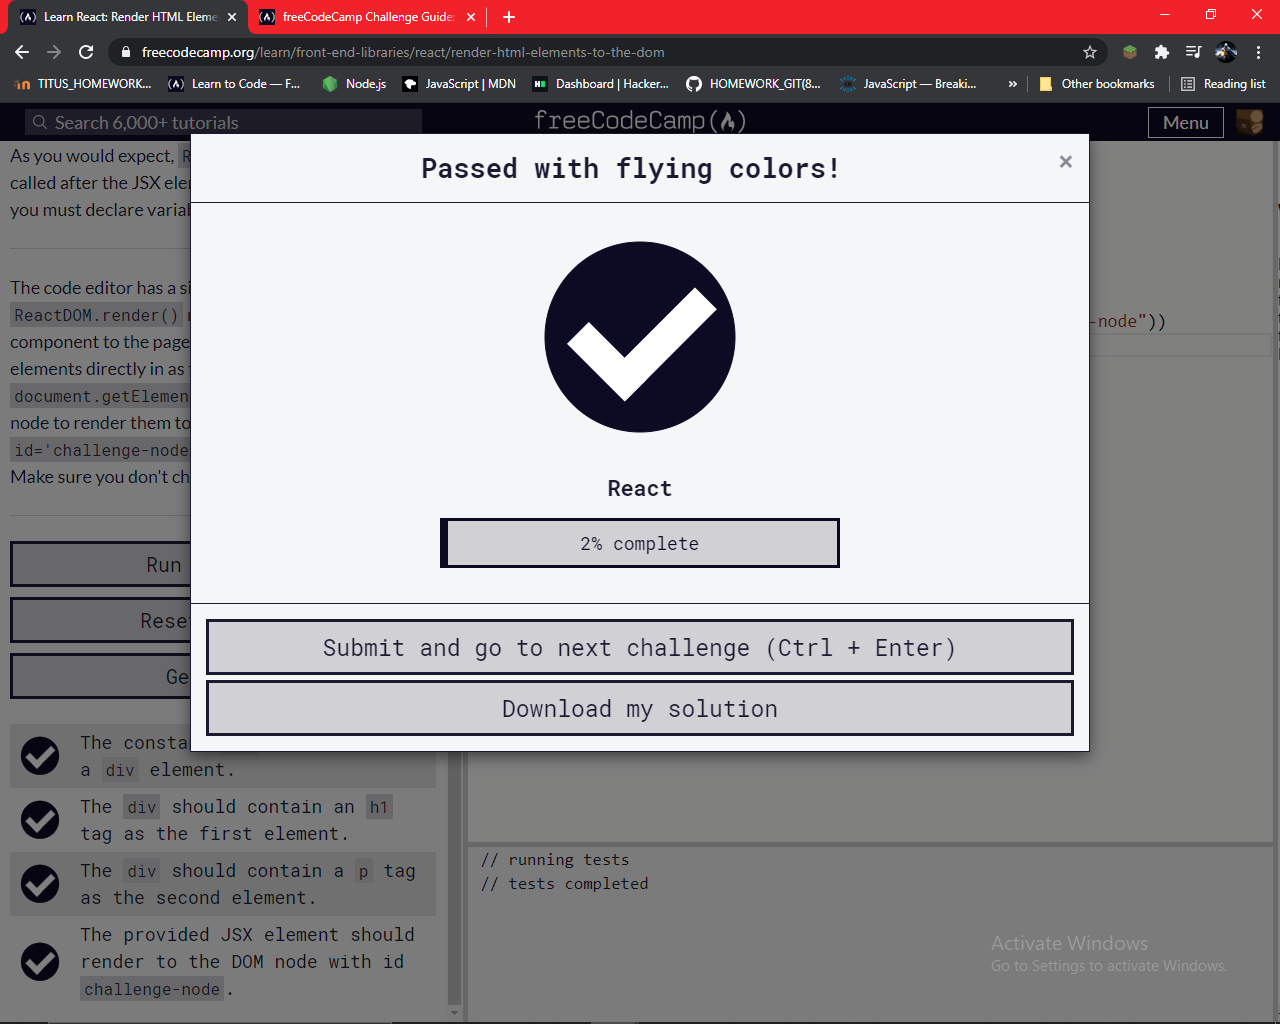 Learn React: Render HTML Eleme
freeCodeCamp Challenge Guide:
freecodecamp.org/learn/front-end-libraries/react/render-html-elements-to-the-dom
TITUS_HOMEWORK...
Learn to Code — F...
Node.js
JavaScript | MDN
Dashboard | Hacker...
HOMEWORK_GIT(8...
JavaScript — Breaki...
»
Other bookmarks
Reading list
Search 6,000+ tutorials
freeCodeCamp(🔥)
Menu
As you would expect, R
called after the JSX ele
you must declare varia
The code editor has a si
ReactDOM.render()
component to the page
elements directly in as
document.getElemen
node to render them to
id='challenge-node
Make sure you don't ch
Run
Rese
Ge
Passed with flying colors!
×
React
2% complete
Submit and go to next challenge (Ctrl + Enter)
Download my solution
-node"))
The consta
a div element.
The div should contain an h1
tag as the first element.
The div should contain a p tag
as the second element.
The provided JSX element should
render to the DOM node with id
challenge-node.
// running tests
// tests completed
Activate Windows
Go to Settings to activate Windows.